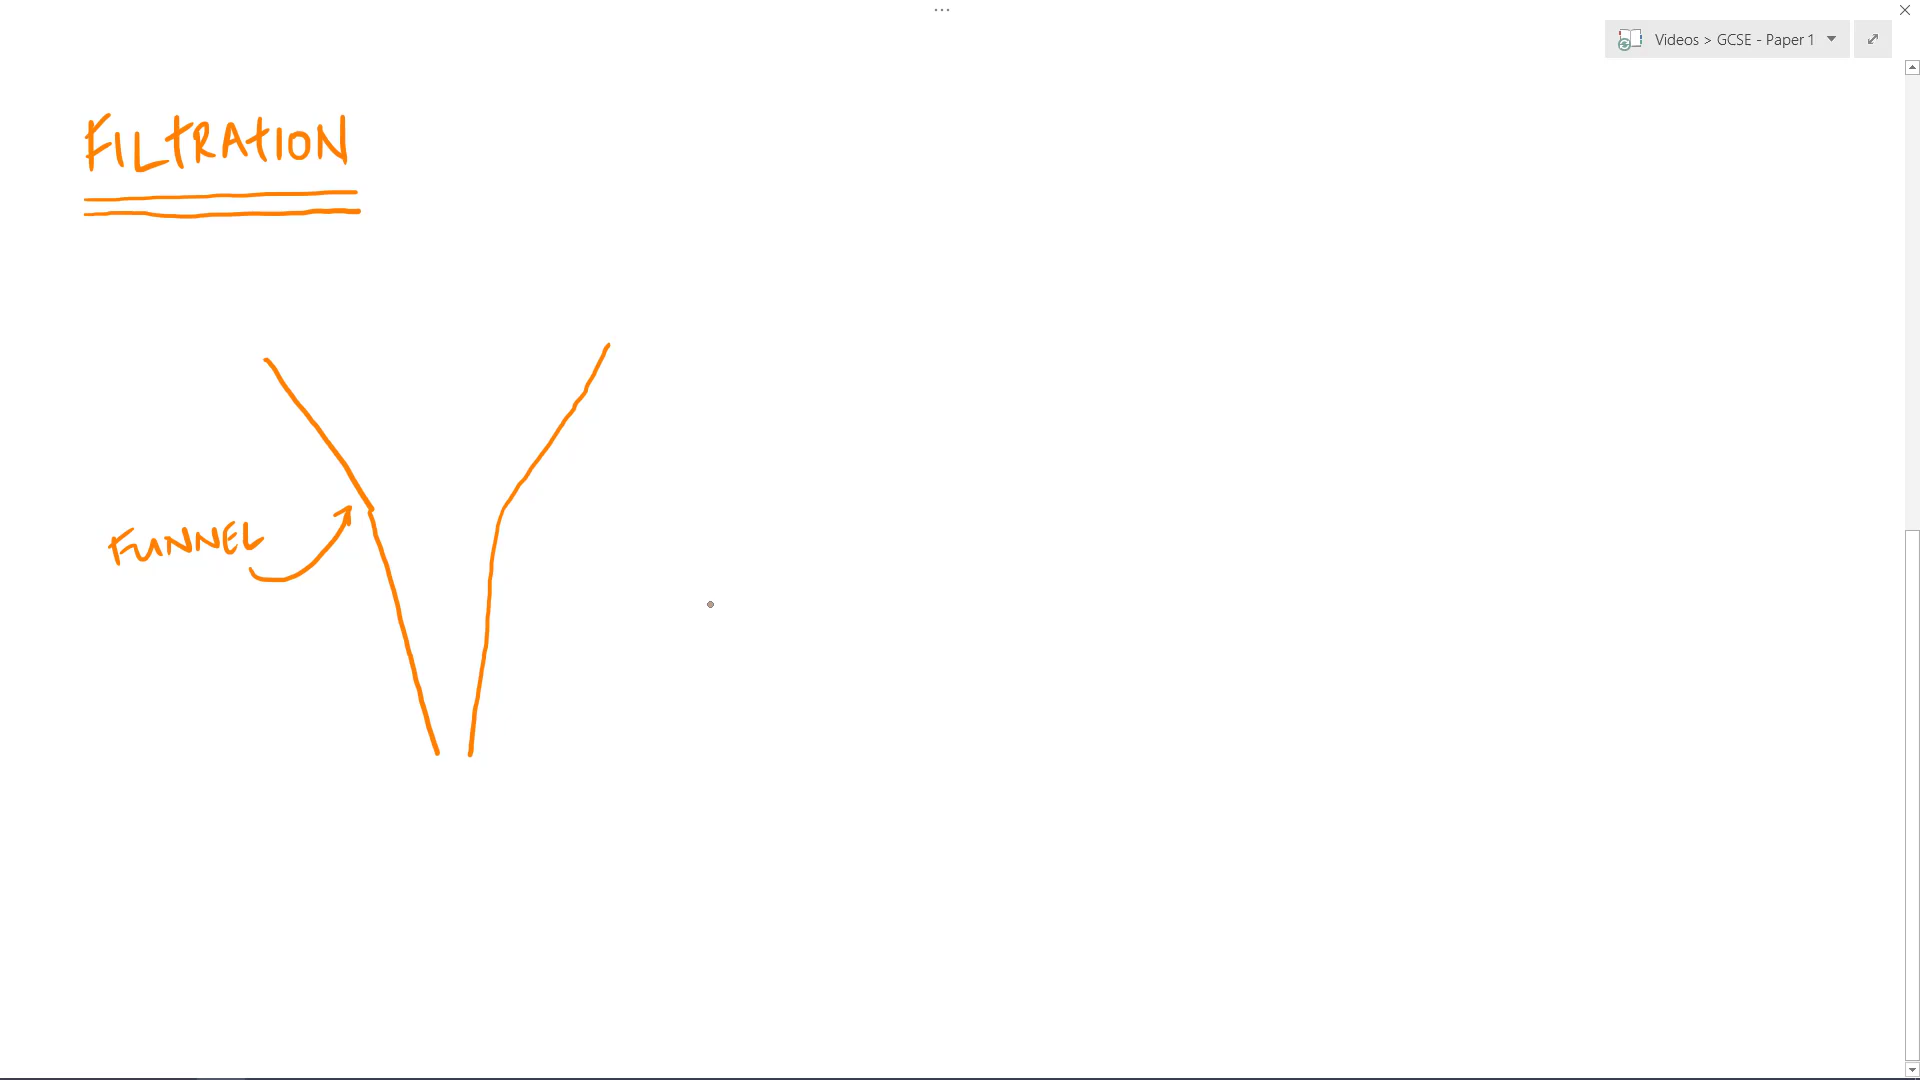 ...
Videos > GCSE - Paper 1
FILTRATION
FUNNEL